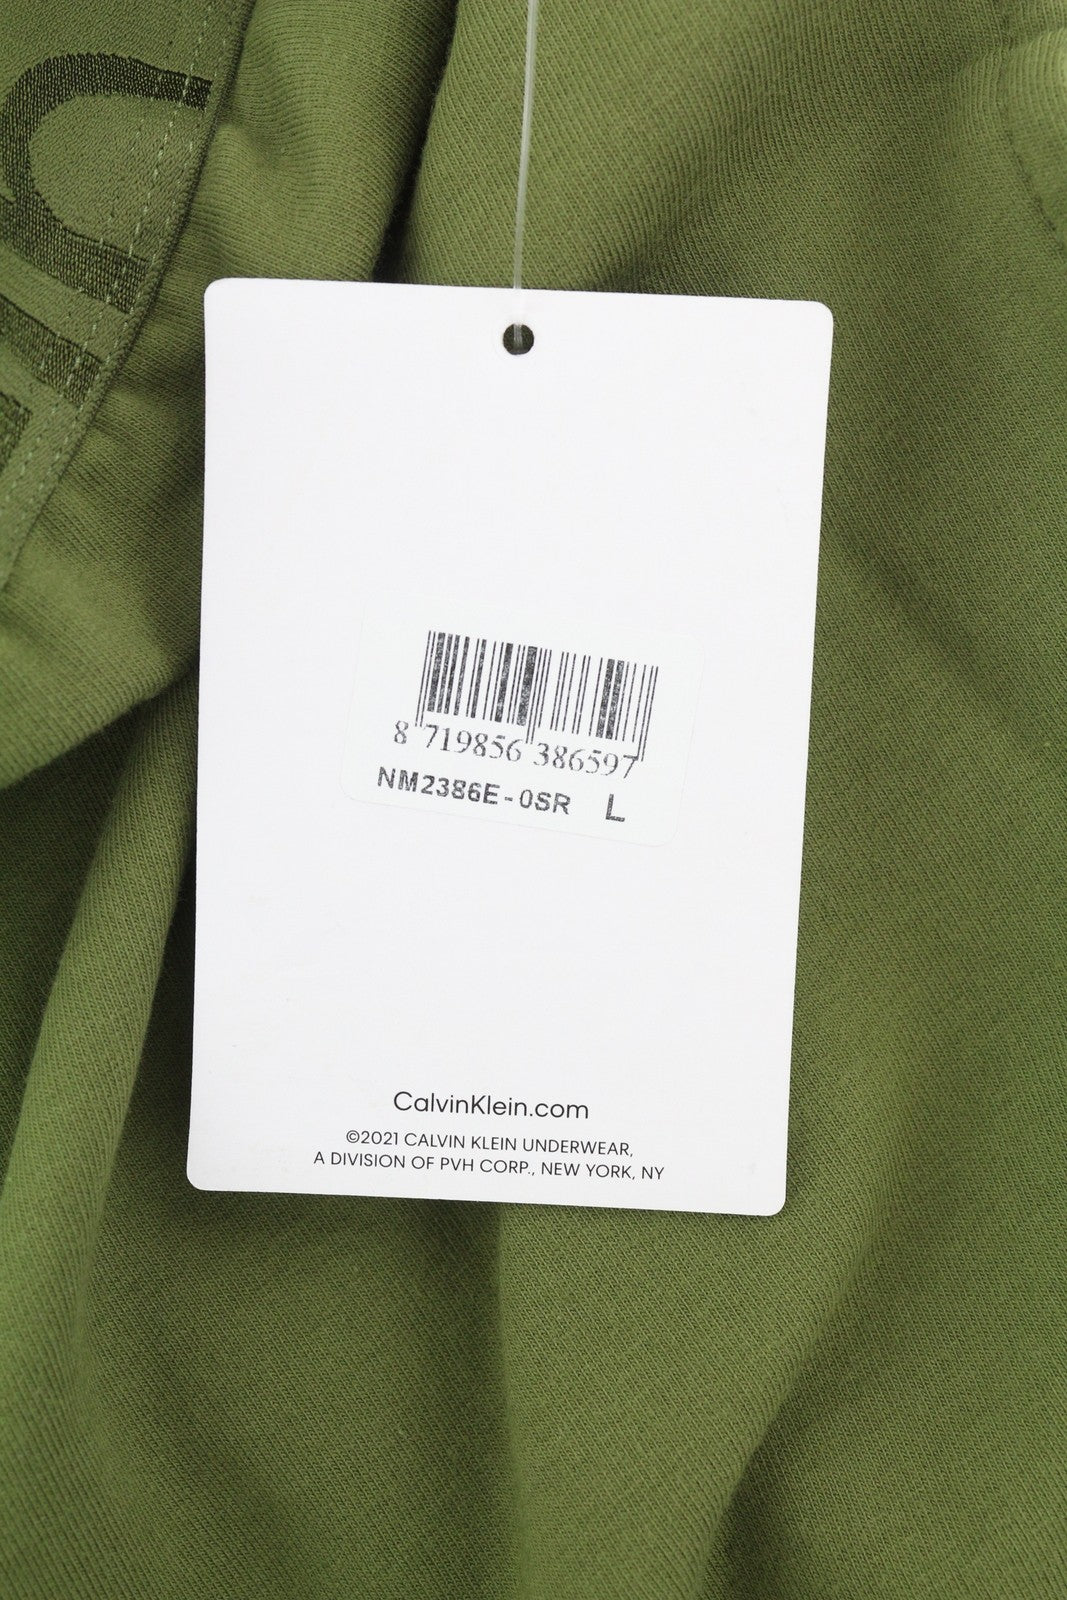 8 719856 386597
NM2386E-0SR L
CalvinKlein.com
©2021 CALVIN KLEIN UNDERWEAR,
A DIVISION OF PVH CORP., NEW YORK, NY